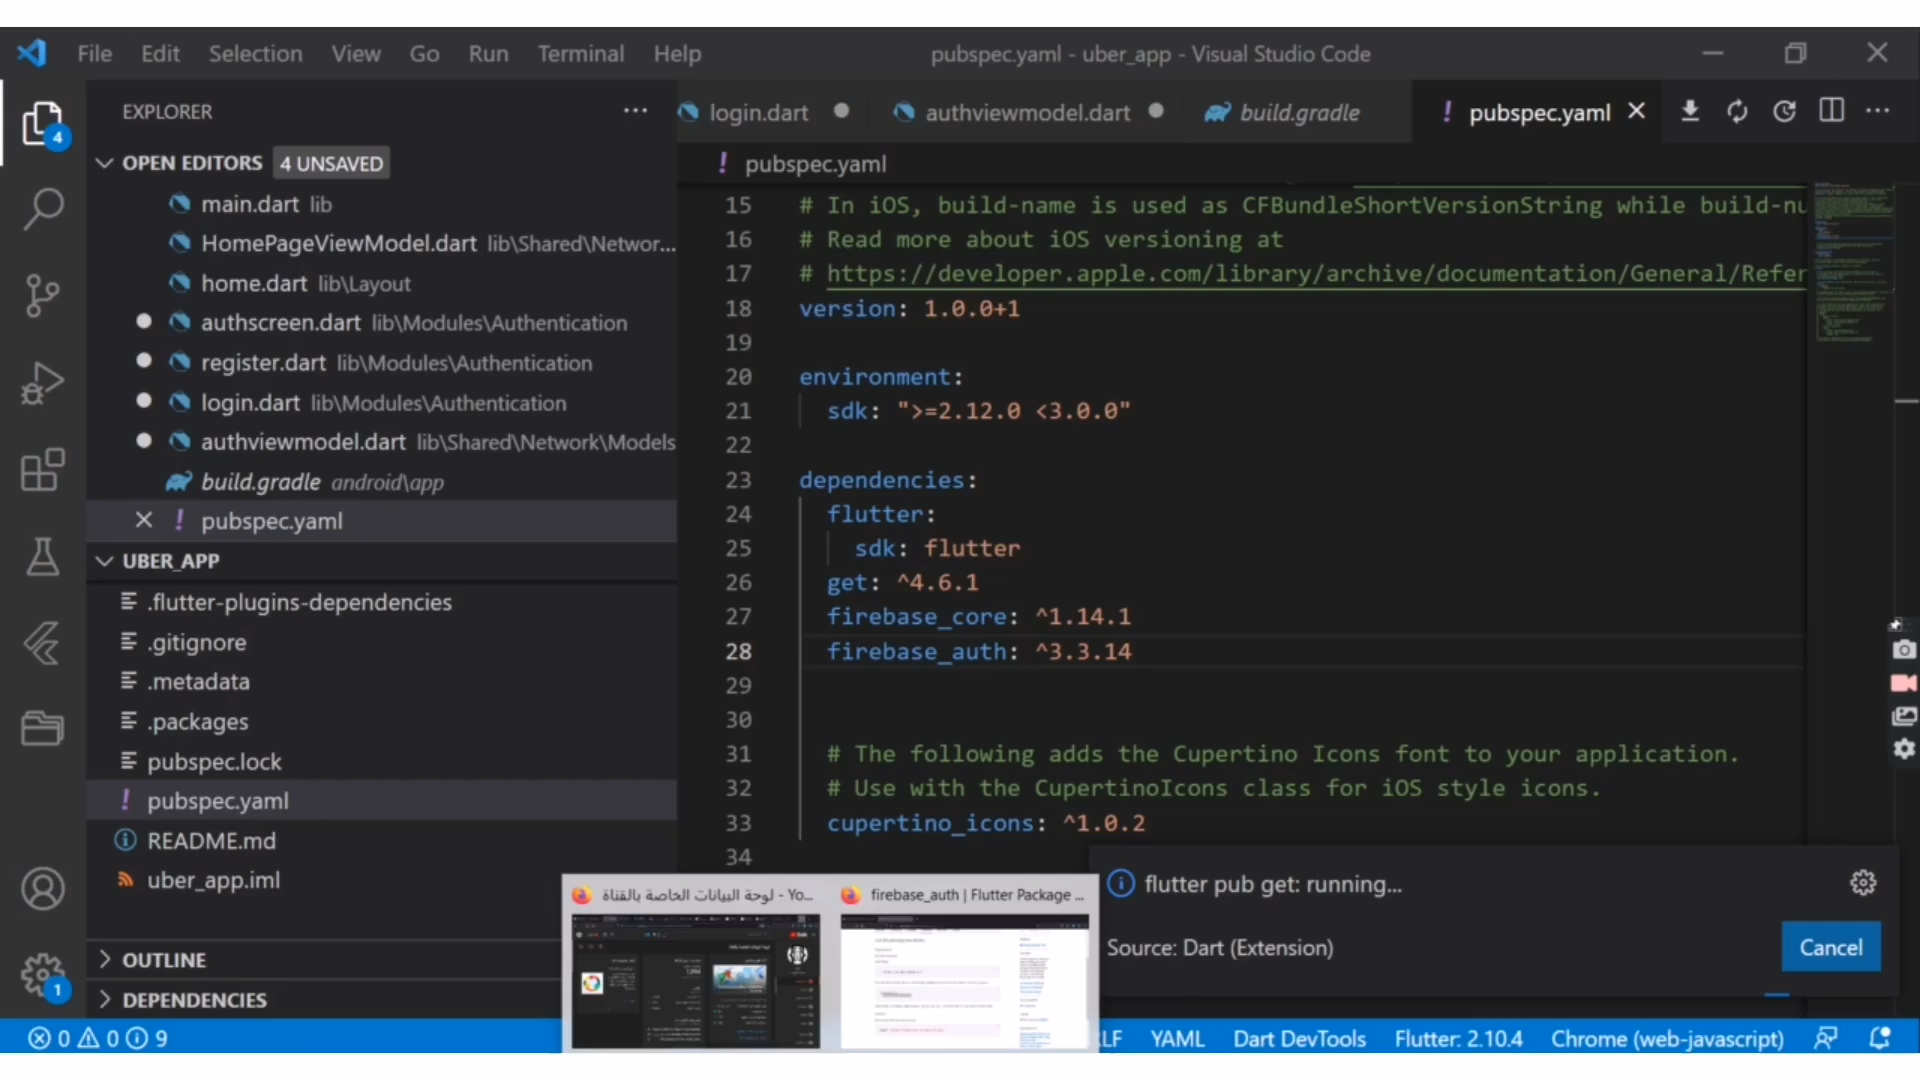 File Edit Selection View Go Run Terminal Help
pubspec.yaml - uber_app - Visual Studio Code
EXPLORER
login.dart
authviewmodel.dart
build.gradle
! pubspec.yaml
4
OPEN EDITORS 4 UNSAVED
main.dart lib
HomePageViewModel.dart lib\Shared\Networ...
home.dart lib\Layout
authscreen.dart lib\Modules\Authentication
register.dart lib\Modules\Authentication
login.dart lib\Modules\Authentication
authviewmodel.dart lib\Shared\Network\Models
build.gradle android\app
! pubspec.yaml
UBER_APP
.flutter-plugins-dependencies
.gitignore
.metadata
.packages
pubspec.lock
! pubspec.yaml
README.md
uber_app.iml
OUTLINE
DEPENDENCIES
1
! pubspec.yaml
15 # In iOS, build-name is used as CFBundleShortVersionString while build-nu
16 # Read more about iOS versioning at
17 # https://developer.apple.com/library/archive/documentation/General/Refer
18 version: 1.0.0+1
19
20 environment:
21 sdk: ">=2.12.0 <3.0.0"
22
23 dependencies:
24 flutter:
25 sdk: flutter
26 get: ^4.6.1
27 firebase_core: ^1.14.1
28 firebase_auth: ^3.3.14
29
30
31 # The following adds the Cupertino Icons font to your application.
32 # Use with the CupertinoIcons class for iOS style icons.
33 cupertino_icons: ^1.0.2
34
لوحة البيانات الخاصة بالقناة - Yo...
firebase_auth | Flutter Package ...
flutter pub get: running...
Source: Dart (Extension)
Cancel
0 0 9
LF YAML Dart DevTools Flutter: 2.10.4 Chrome (web-javascript)